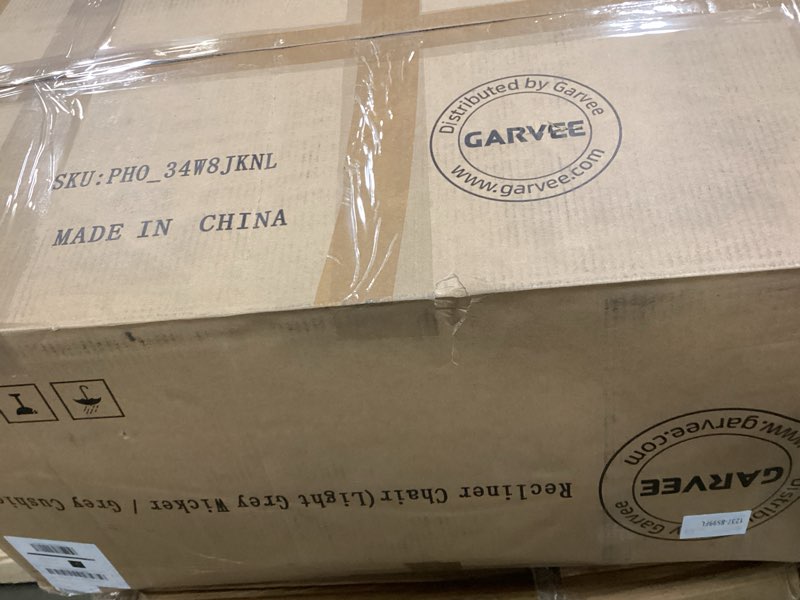 SKU:PHO_34W8JKNL
MADE IN CHINA
Distributed by Garvee
GARVEE
www.garvee.com
Recliner Chair(Light Grey Wicker / Grey
GARVEE
www.garvee.com
Garvee